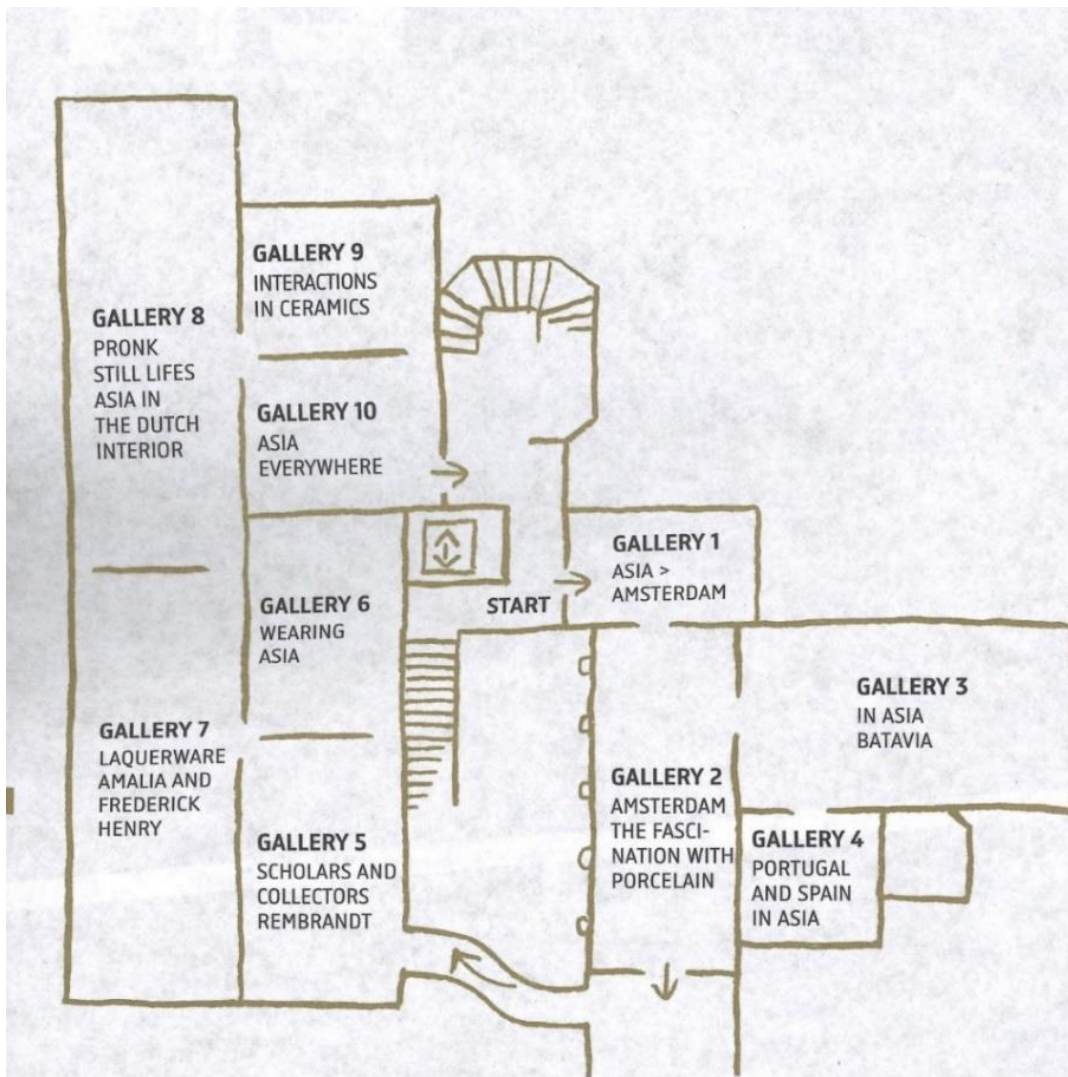 GALLERY 9
INTERACTIONS
IN CERAMICS
GALLERY 8
PRONK
STILL LIFES
ASIA IN
THE DUTCH
INTERIOR
GALLERY 10
ASIA
EVERYWHERE
GALLERY 1
ASIA >
AMSTERDAM
START
GALLERY 6
WEARING
ASIA
GALLERY 3
IN ASIA
BATAVIA
GALLERY 7
LAQUERWARE
AMALIA AND
FREDERICK
HENRY
GALLERY 2
AMSTERDAM
THE FASCI-
NATION WITH
PORCELAIN
GALLERY 5
SCHOLARS AND
COLLECTORS
REMBRANDT
GALLERY 4
PORTUGAL
AND SPAIN
IN ASIA